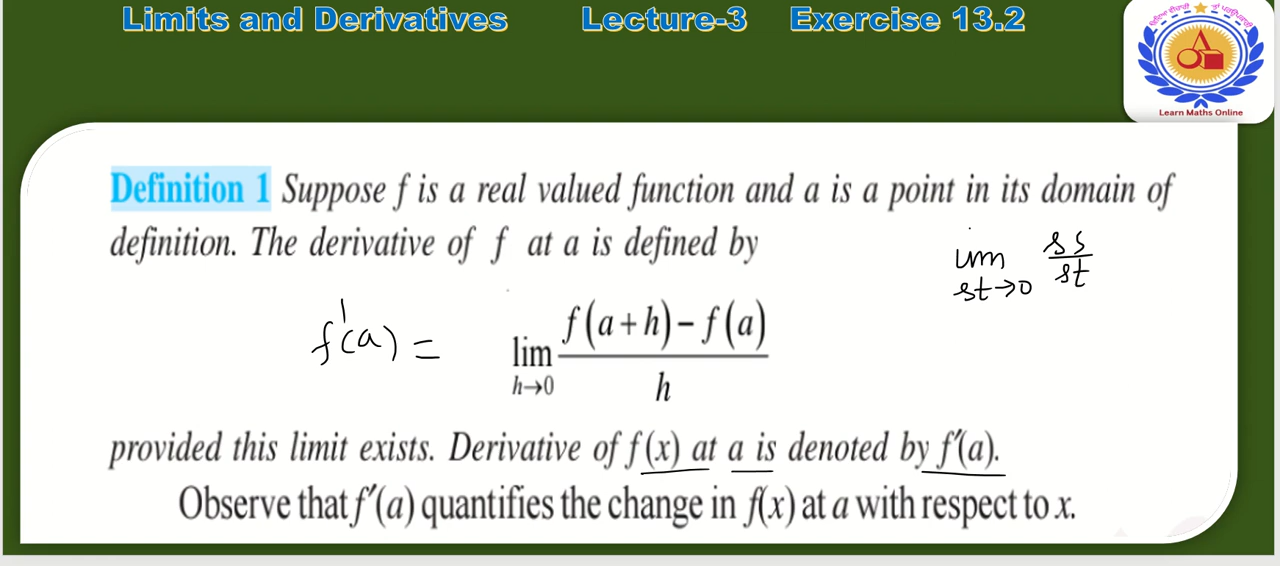 Limits and Derivatives Lecture-3 Exercise 13.2
Learn Maths Online
Definition 1 Suppose f is a real valued function and a is a point in its domain of
definition. The derivative of f at a is defined by
lim δs/δt
δt→0
f'(a) = lim f(a+h)−f(a)
h→0 h
provided this limit exists. Derivative of f(x) at a is denoted by f′(a).
Observe that f′(a) quantifies the change in f(x) at a with respect to x.